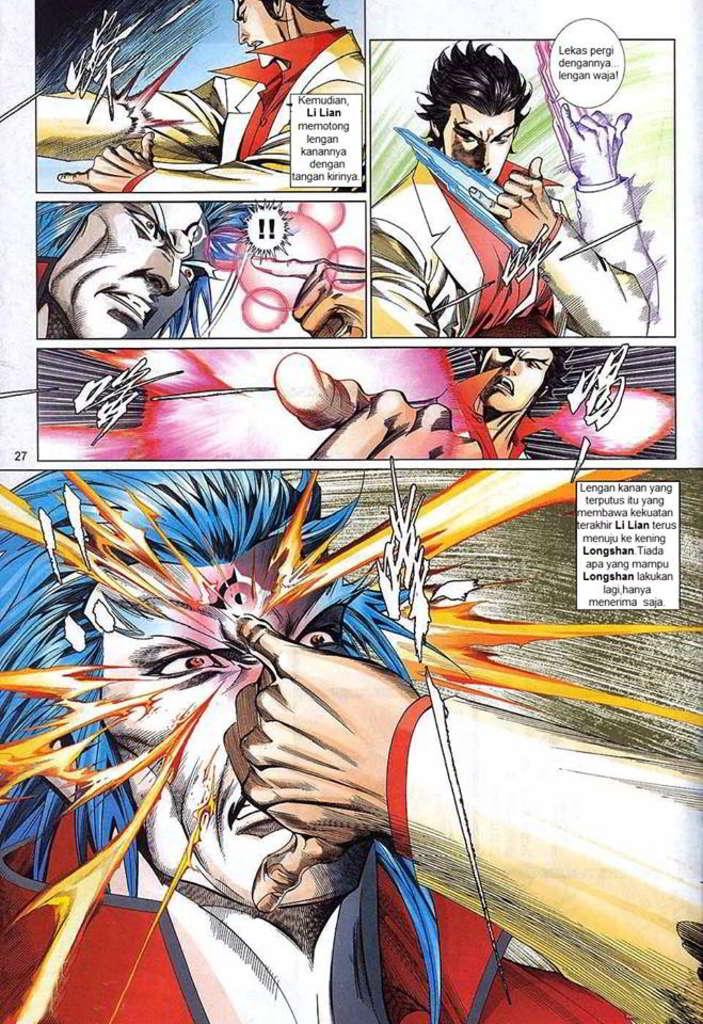 Kemudian,
Li Lian
memotong
lengan
kanannya
dengan
tangan kirinya.
Lekas pergi
dengannya...
lengan waja!
!!
27
Lengan kanan yang
terputus itu yang
membawa kekuatan
terakhir Li Lian terus
menuju ke kening
Longshan.Tiada
apa yang mampu
Longshan lakukan
lagi,hanya
menerima saja.